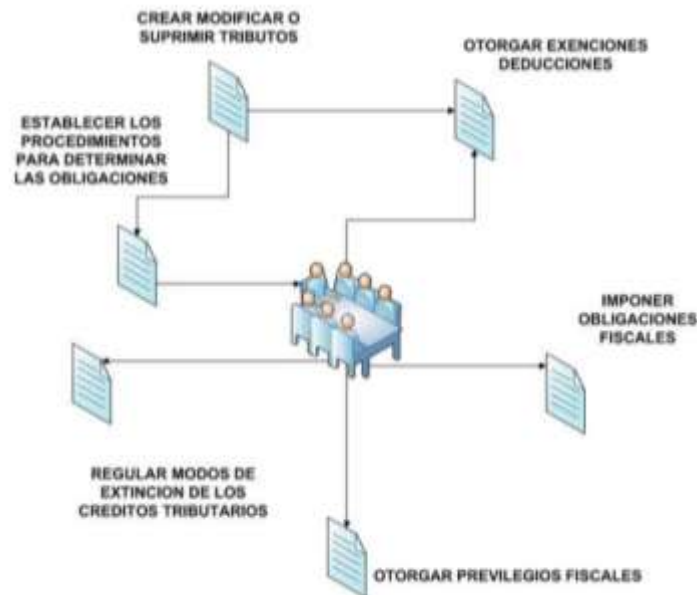 CREAR MODIFICAR O
SUPRIMIR TRIBUTOS
OTORGAR EXENCIONES
DEDUCCIONES
ESTABLECER LOS
PROCEDIMIENTOS
PARA DETERMINAR
LAS OBLIGACIONES
IMPONER
OBLIGACIONES
FISCALES
REGULAR MODOS DE
EXTINCION DE LOS
CREDITOS TRIBUTARIOS
OTORGAR PREVILEGIOS FISCALES